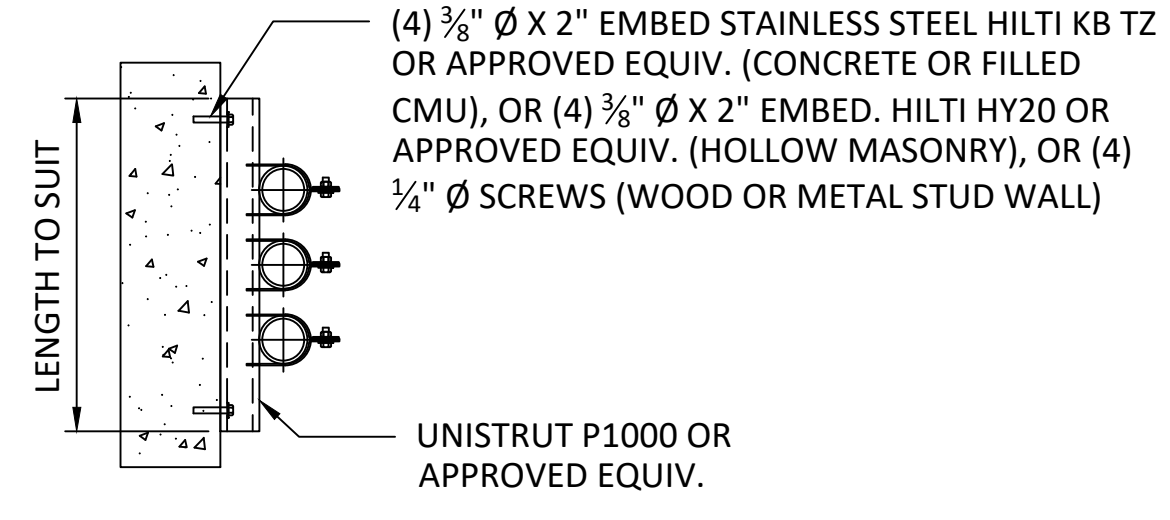 (4) ⅜" Ø X 2" EMBED STAINLESS STEEL HILTI KB TZ
OR APPROVED EQUIV. (CONCRETE OR FILLED
CMU), OR (4) ⅜" Ø X 2" EMBED. HILTI HY20 OR
APPROVED EQUIV. (HOLLOW MASONRY), OR (4)
¼" Ø SCREWS (WOOD OR METAL STUD WALL)
LENGTH TO SUIT
UNISTRUT P1000 OR
APPROVED EQUIV.